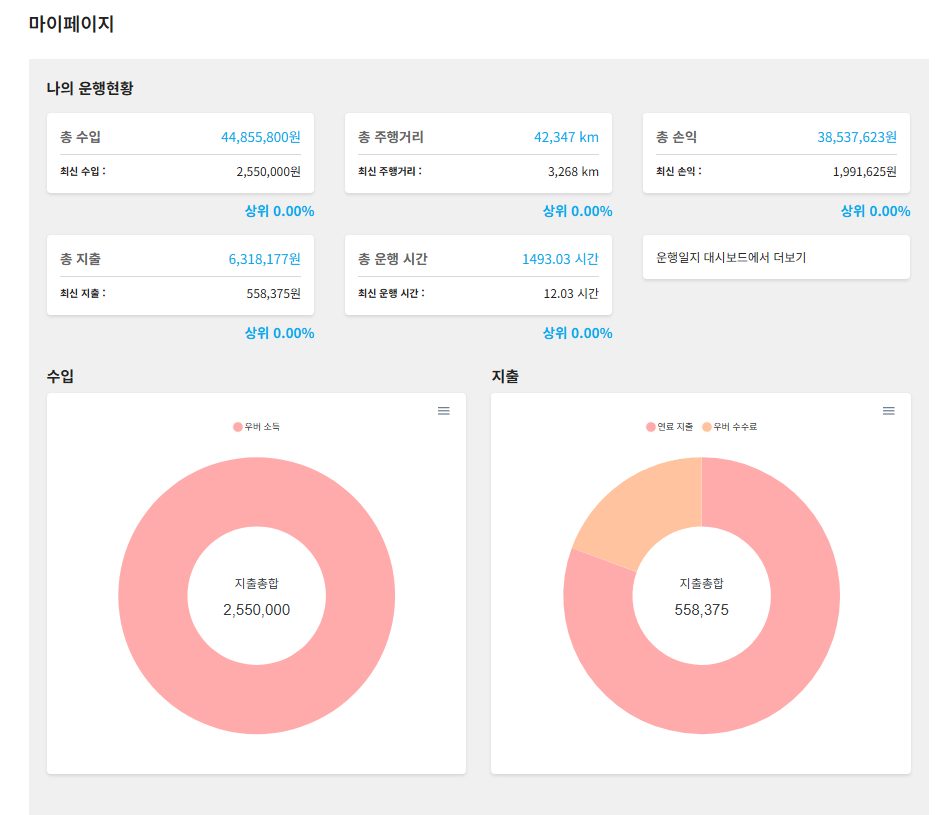 마이페이지
나의 운행현황
총 수입 44,855,800원
최신 수입 : 2,550,000원
상위 0.00%
총 주행거리 42,347 km
최신 주행거리 : 3,268 km
상위 0.00%
총 손익 38,537,623원
최신 손익 : 1,991,625원
상위 0.00%
총 지출 6,318,177원
최신 지출 : 558,375원
상위 0.00%
총 운행 시간 1493.03 시간
최신 운행 시간 : 12.03 시간
상위 0.00%
운행일지 대시보드에서 더보기
수입
우버 소득
지출총합
2,550,000
지출
연료 지출 우버 수수료
지출총합
558,375